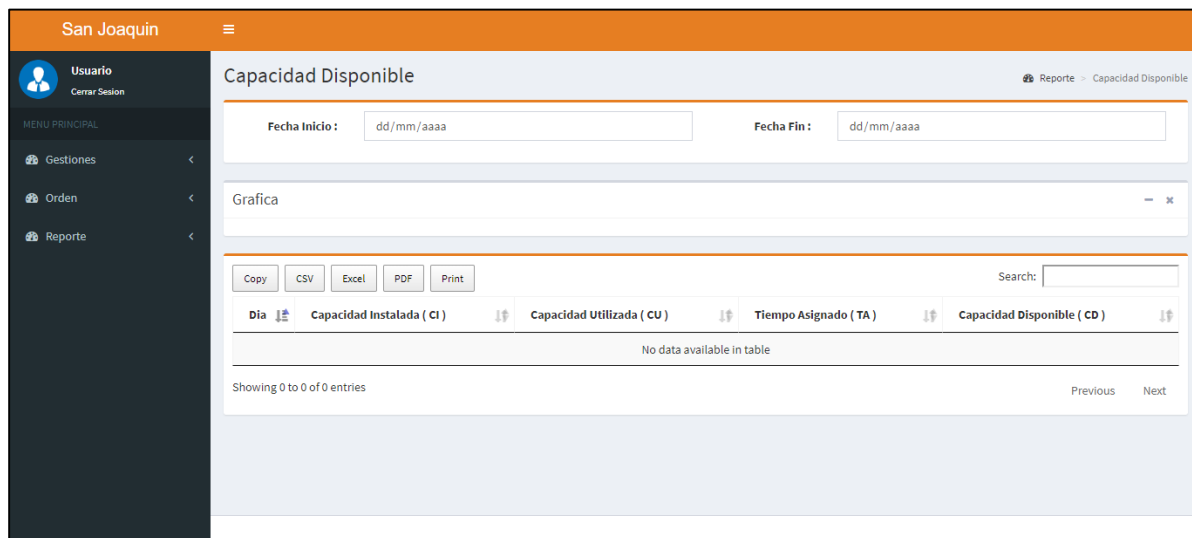 San Joaquin
Usuario
Cerrar Sesion
MENU PRINCIPAL
Gestiones
Orden
Reporte
Capacidad Disponible
Reporte > Capacidad Disponible
Fecha Inicio : dd/mm/aaaa Fecha Fin : dd/mm/aaaa
Grafica
Copy CSV Excel PDF Print Search:
Dia Capacidad Instalada ( CI ) Capacidad Utilizada ( CU ) Tiempo Asignado ( TA ) Capacidad Disponible ( CD )
No data available in table
Showing 0 to 0 of 0 entries
Previous Next